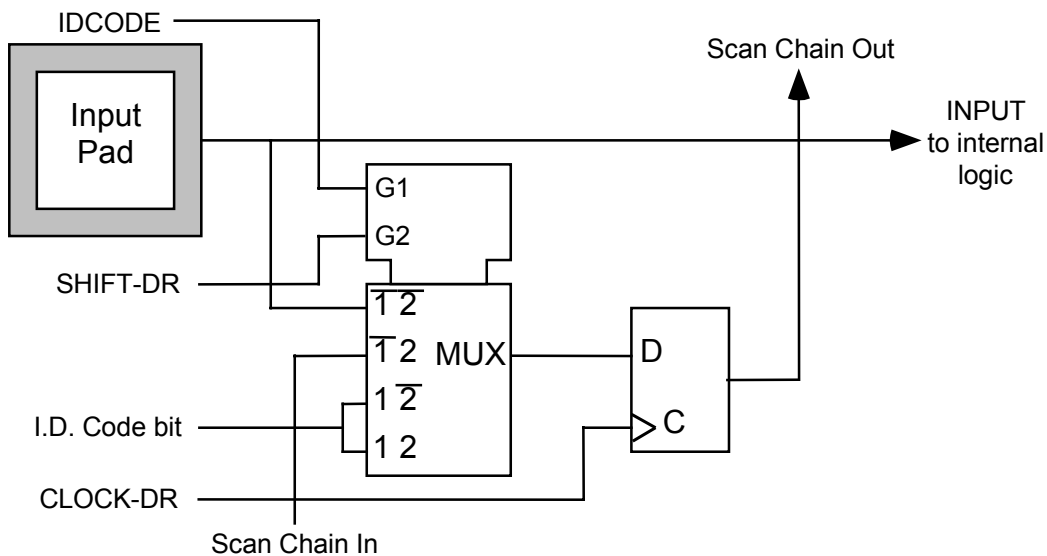 IDCODE
Scan Chain Out
Input
Pad
INPUT
to internal
logic
G1
G2
SHIFT-DR
1̅ 2̅
1̅ 2
MUX
D
1 2̅
I.D. Code bit
1 2
C
CLOCK-DR
Scan Chain In